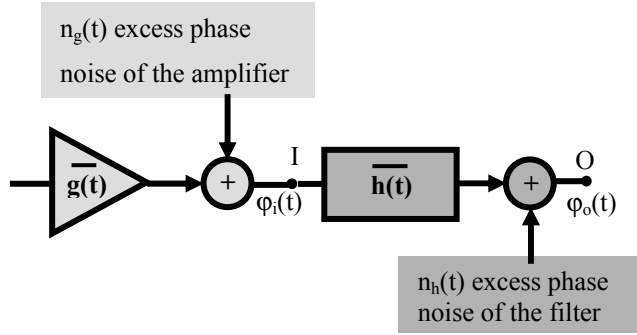 n_g(t) excess phase
noise of the amplifier
g(t)
+
I
φ_i(t)
h(t)
+
O
φ_o(t)
n_h(t) excess phase
noise of the filter